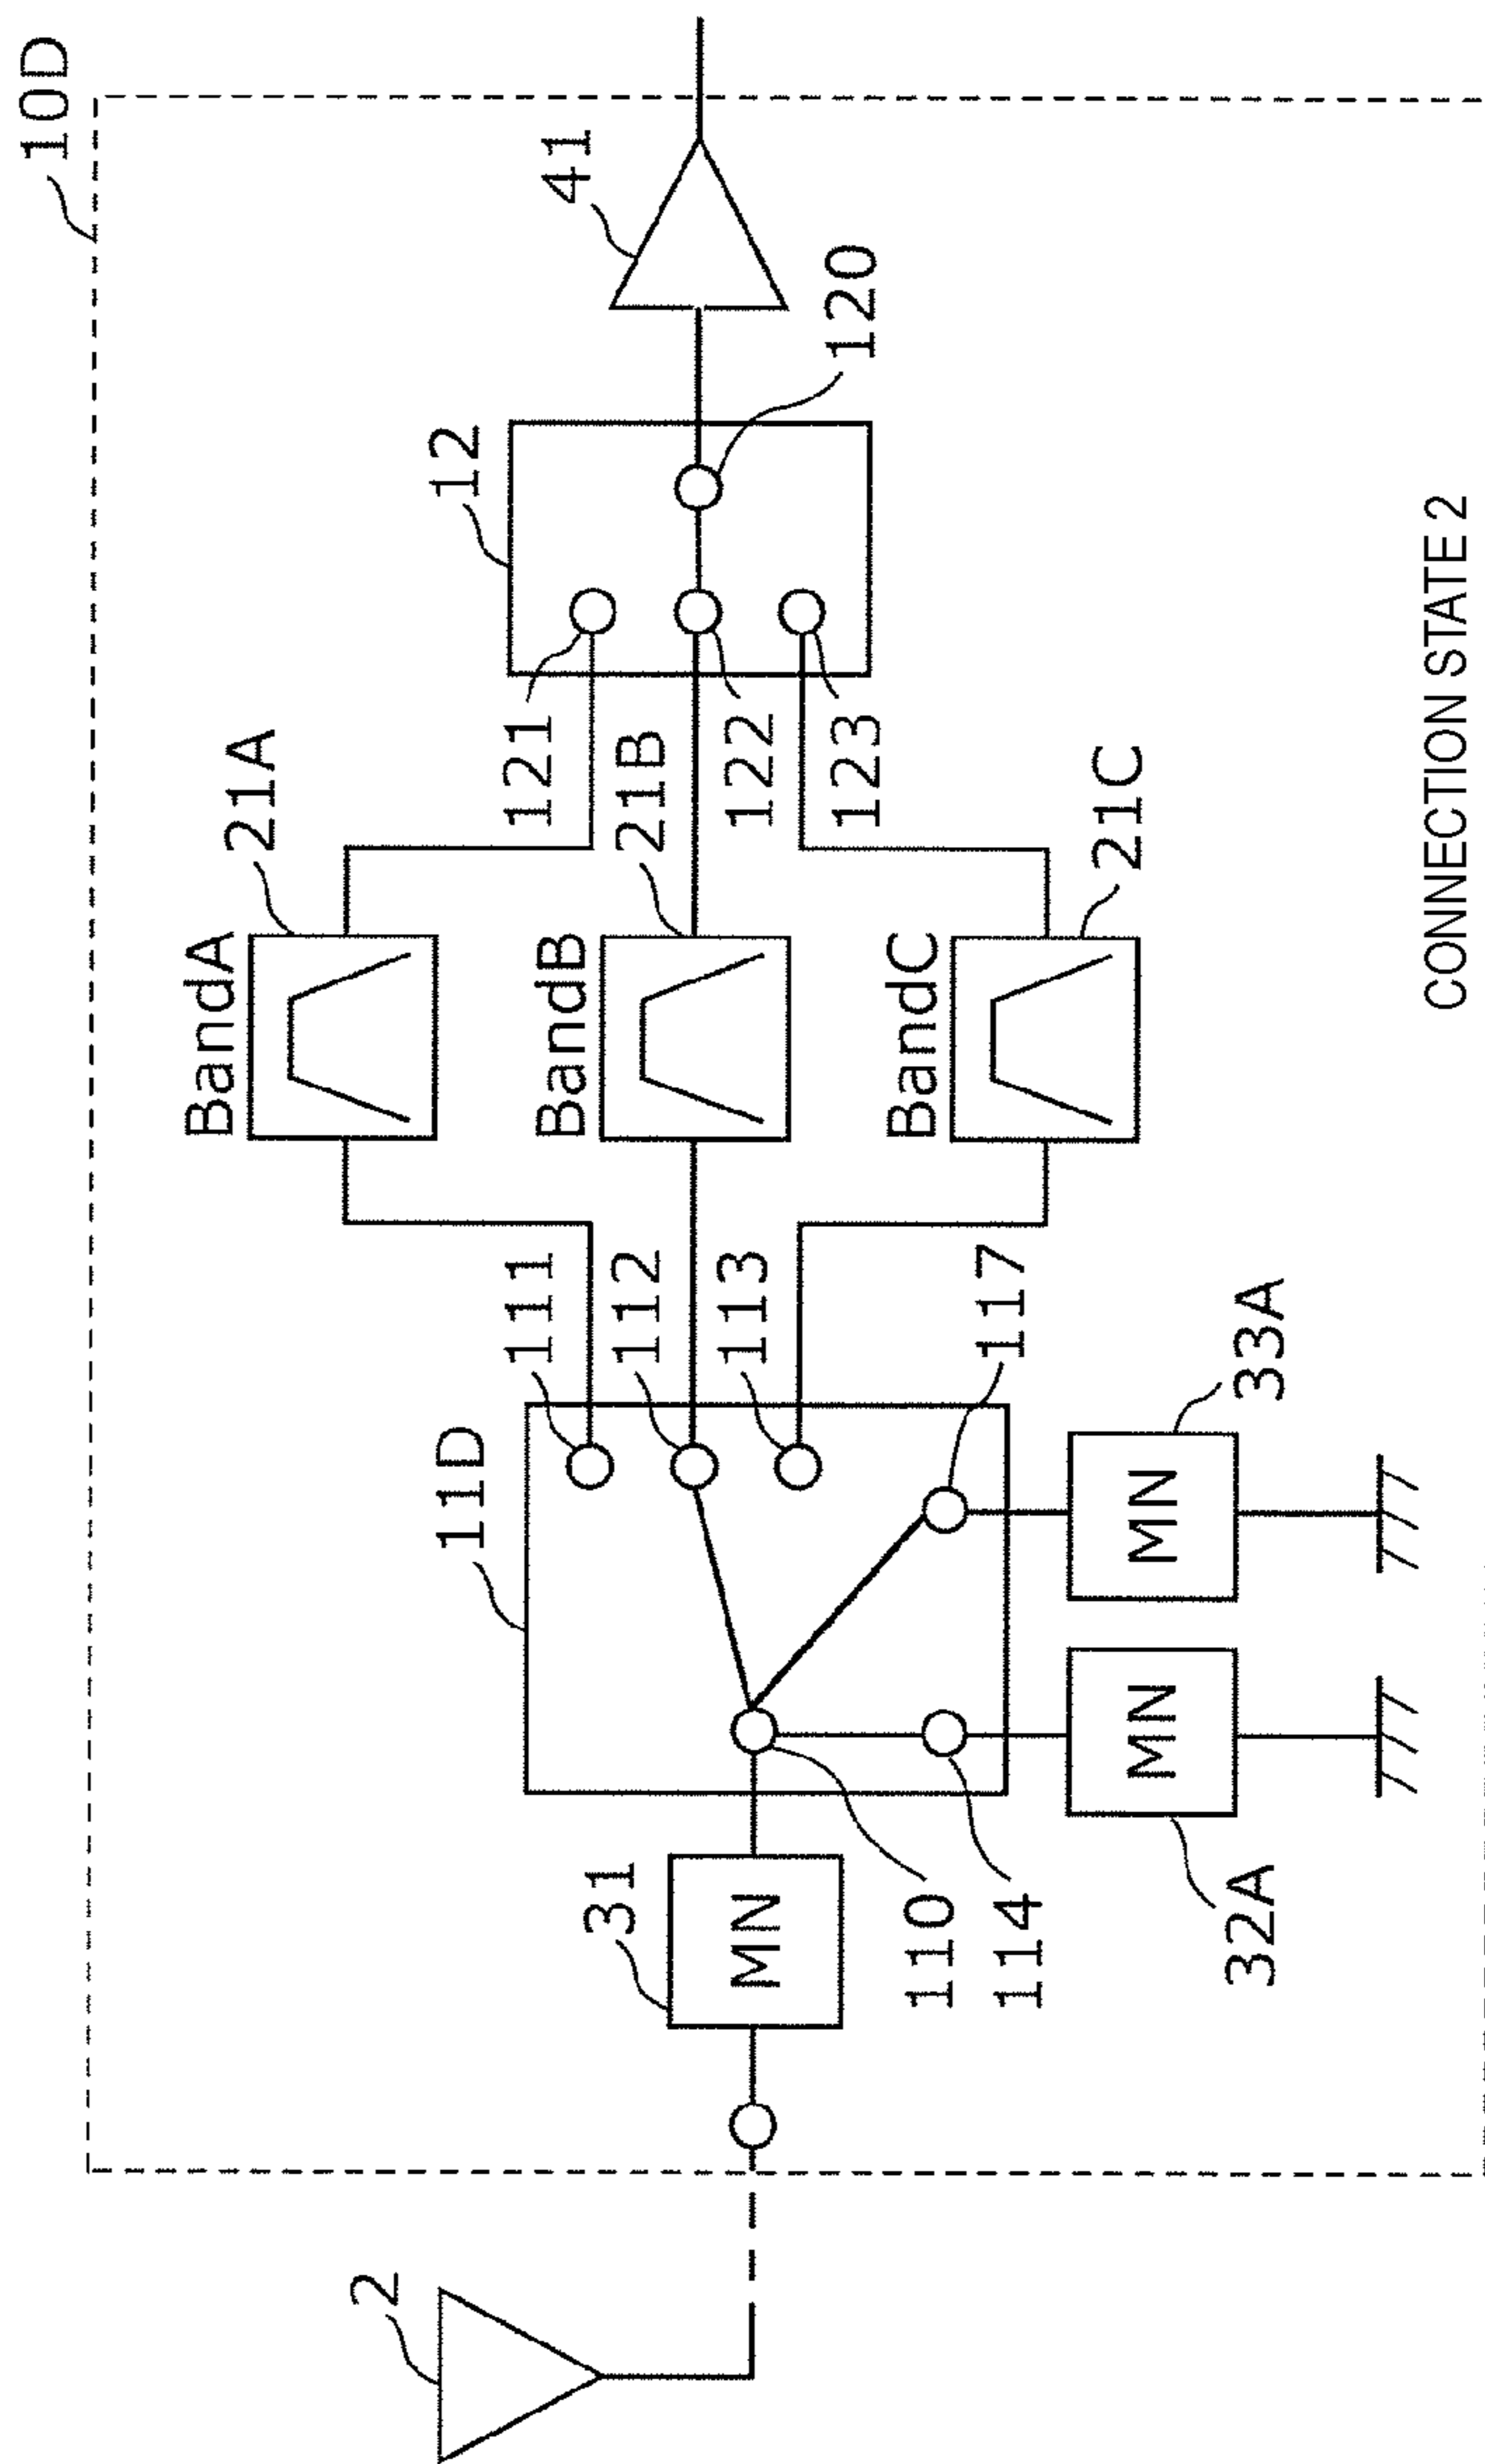 10D
2
31
MN
11D
110
114
111
112
113
117
32A
MN
33A
MN
BandA
21A
BandB
21B
BandC
21C
12
121
122
123
120
41
CONNECTION STATE 2